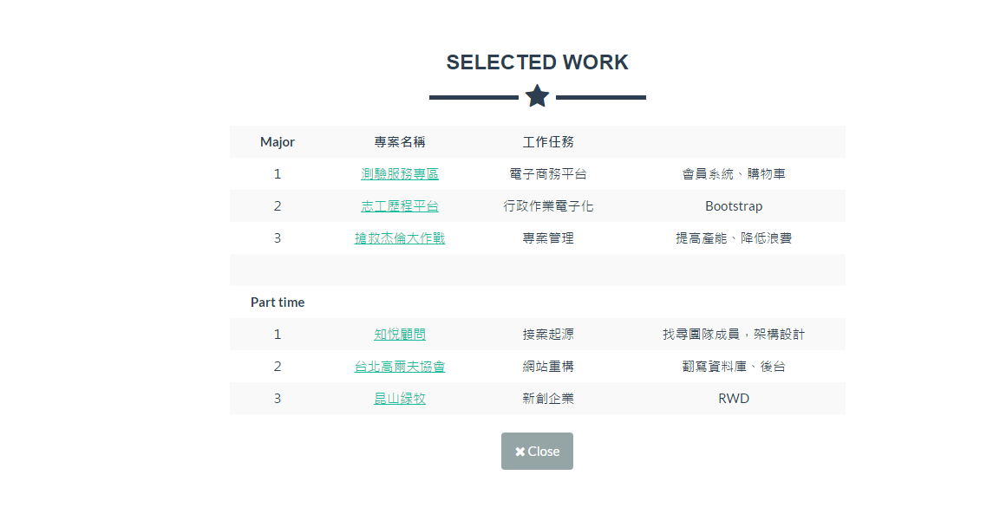 SELECTED WORK
Major 專案名稱 工作任務
1 測驗服務專區 電子商務平台 會員系統、購物車
2 志工歷程平台 行政作業電子化 Bootstrap
3 搶救杰倫大作戰 專案管理 提高產能、降低浪費
Part time
1 知悅顧問 接案起源 找尋團隊成員，架構設計
2 台北高爾夫協會 網站重構 翻寫資料庫、後台
3 昆山绿牧 新創企業 RWD
✖ Close